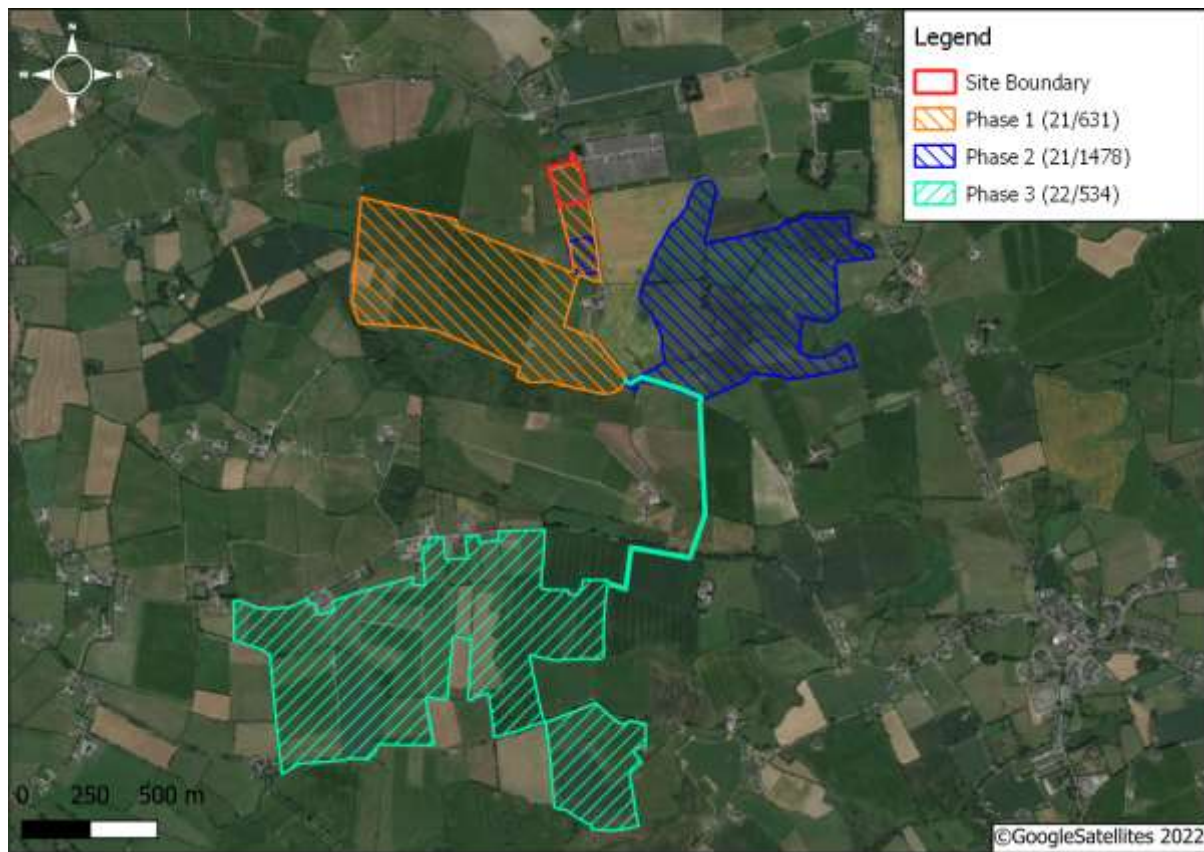 N
W
E
S
Legend
Site Boundary
Phase 1 (21/631)
Phase 2 (21/1478)
Phase 3 (22/534)
0 250 500 m
©GoogleSatellites 2022